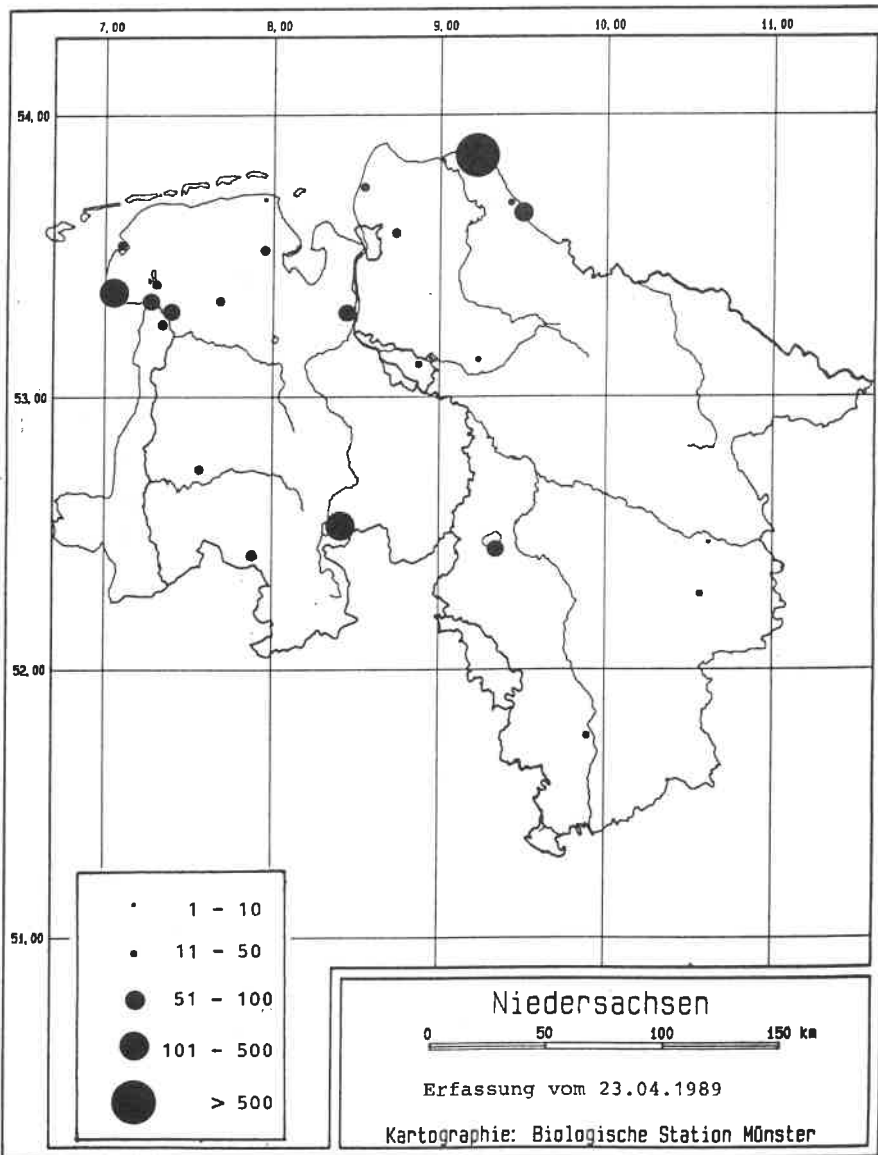 7,00 8,00 9,00 10,00 11,00
54,00
53,00
52,00
51,00
1 - 10
11 - 50
51 - 100
101 - 500
> 500
Niedersachsen
0 50 100 150 km
Erfassung vom 23.04.1989
Kartographie: Biologische Station Münster